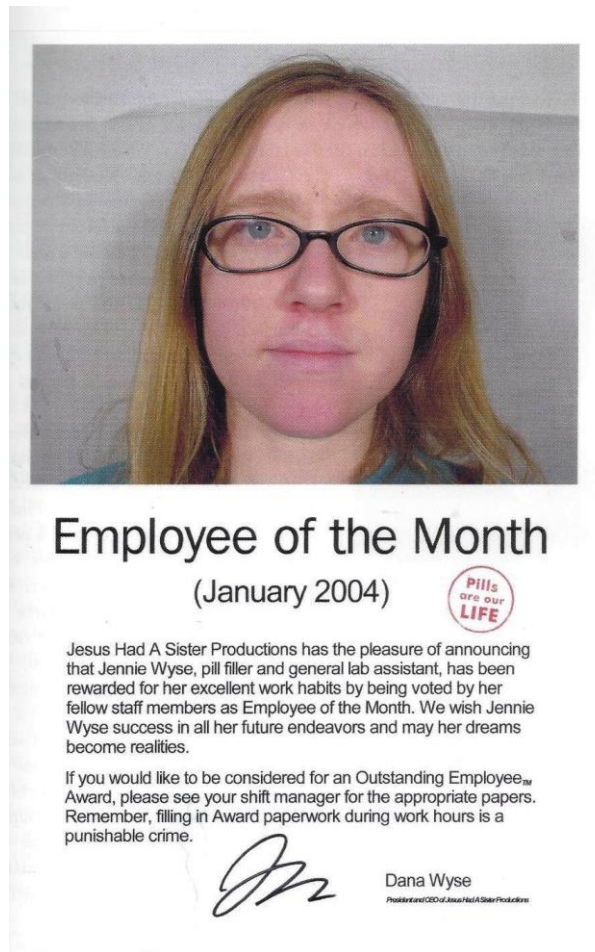 Employee of the Month
(January 2004)
Pills
are our
LIFE
Jesus Had A Sister Productions has the pleasure of announcing
that Jennie Wyse, pill filler and general lab assistant, has been
rewarded for her excellent work habits by being voted by her
fellow staff members as Employee of the Month. We wish Jennie
Wyse success in all her future endeavors and may her dreams
become realities.
If you would like to be considered for an Outstanding Employee™
Award, please see your shift manager for the appropriate papers.
Remember, filling in Award paperwork during work hours is a
punishable crime.
Dana Wyse
President and CEO of Jesus Had A Sister Productions